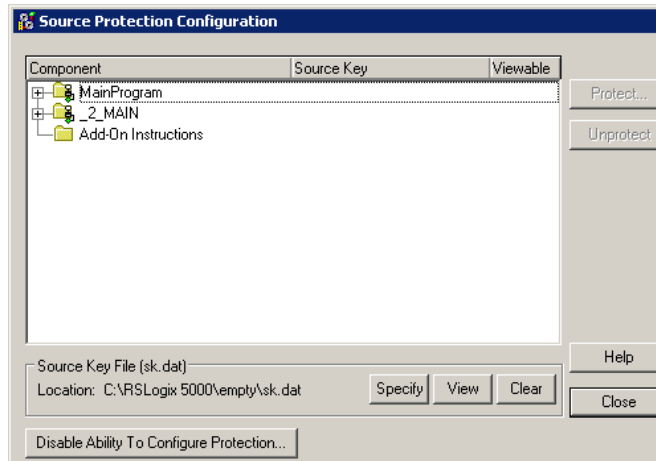 Source Protection Configuration
Component Source Key Viewable
MainProgram
_2_MAIN
Add-On Instructions
Protect...
Unprotect
Source Key File (sk.dat)
Location: C:\RSLogix 5000\empty\sk.dat
Specify View Clear
Help
Close
Disable Ability To Configure Protection...